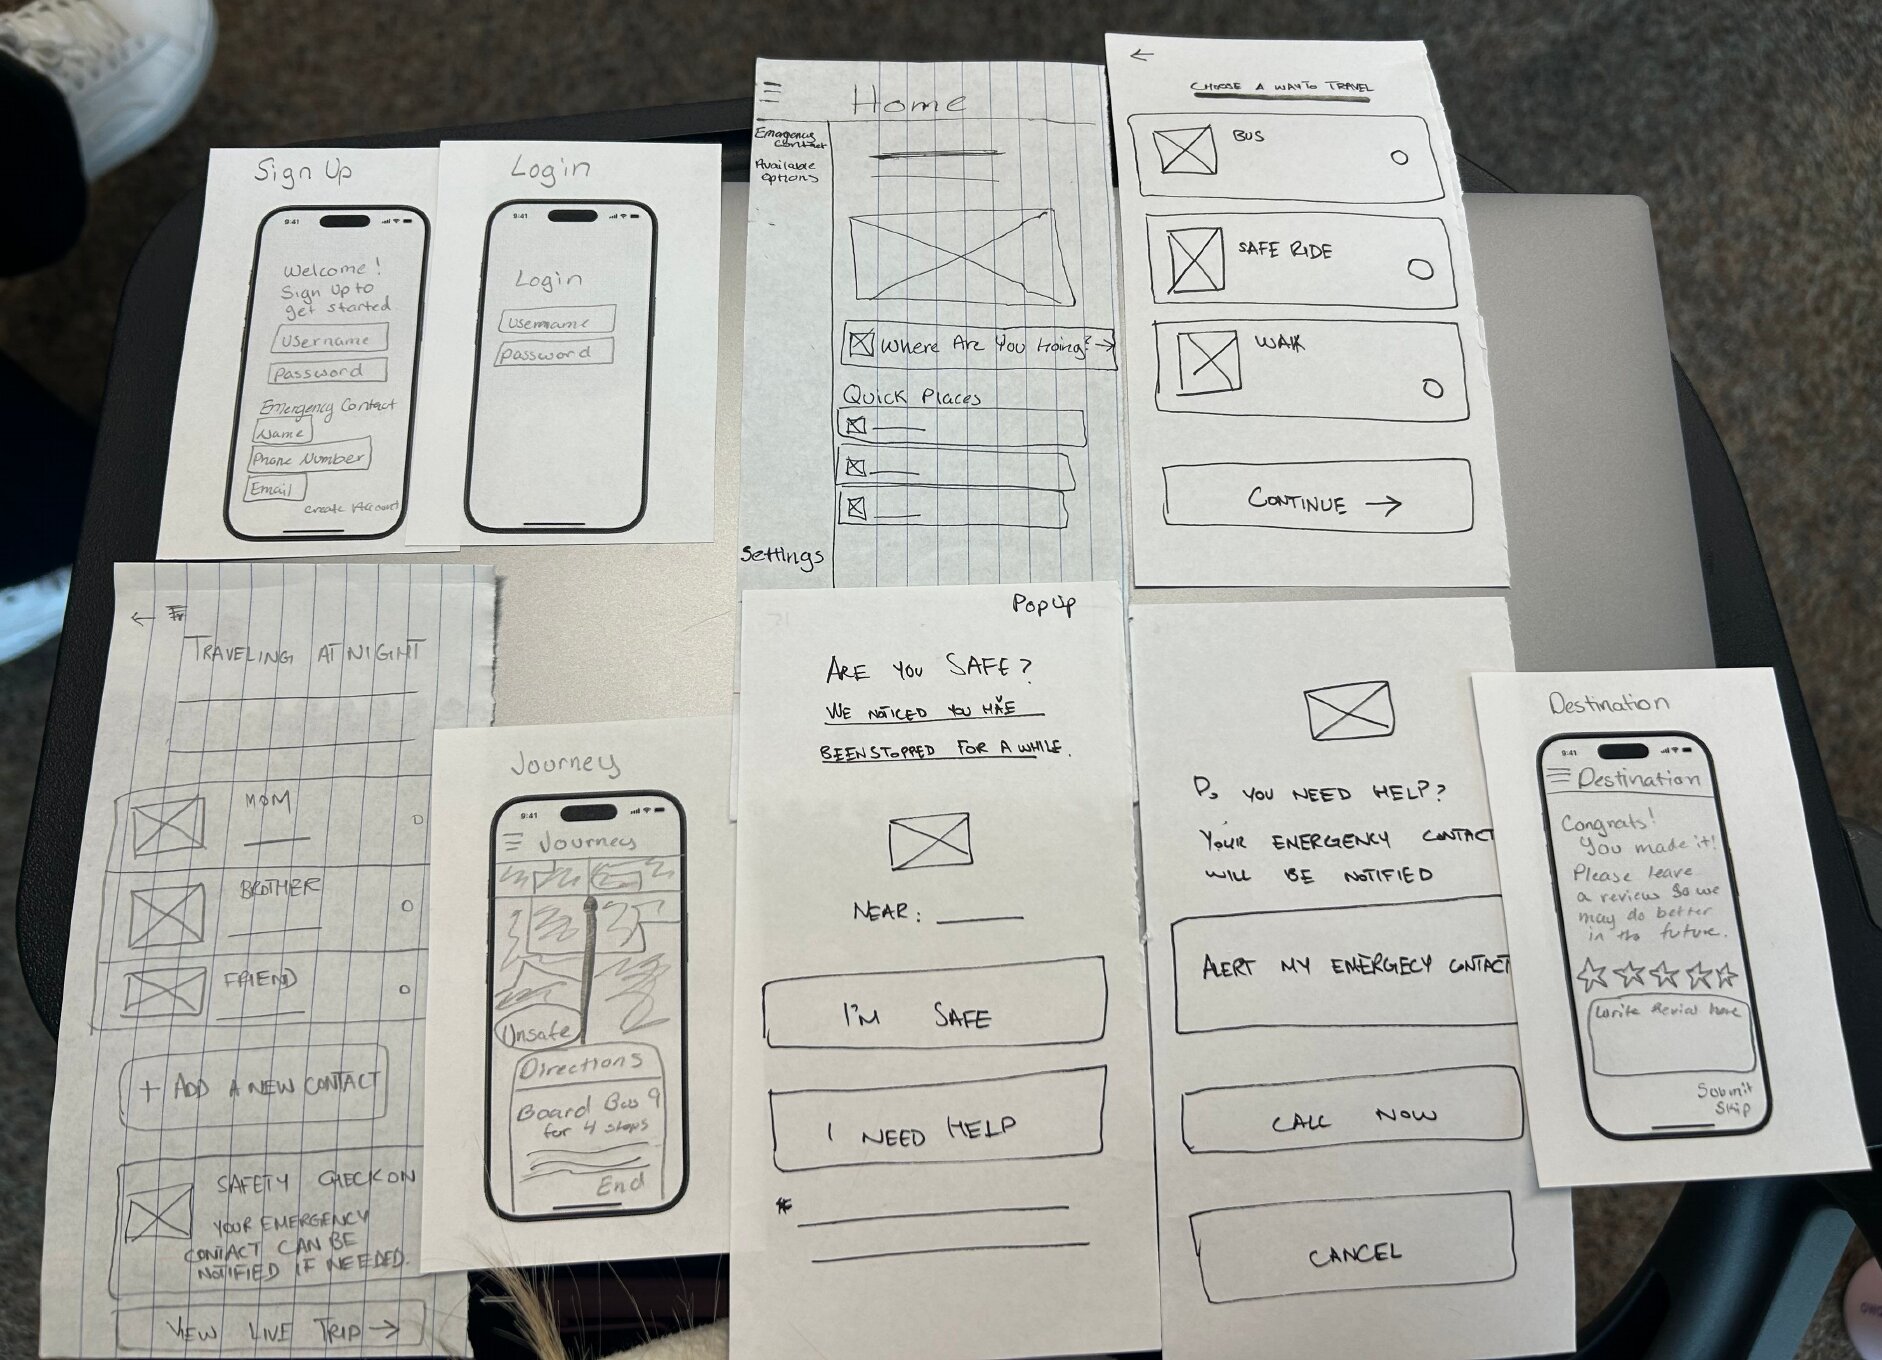 Sign Up
9:41
Welcome!
Sign Up to
get started
Username
Password
Emergency Contact
Name
Phone Number
Email
Create Account
Login
9:41
Login
Username
Password
Home
Emergency
Contact
Available
Options
Where Are You Going? →
Quick Places
Settings
←
CHOOSE A WAY TO TRAVEL
BUS
SAFE RIDE
WALK
CONTINUE →
←
TRAVELING AT NIGHT
MOM
BROTHER
FRIEND
+ ADD A NEW CONTACT
SAFETY CHECK ON
YOUR EMERGENCY
CONTACT CAN BE
NOTIFIED IF NEEDED.
VIEW LIVE TRIP →
Journey
9:41
Journey
Unsafe
Directions
Board Bus 9
for 4 stops
End
Pop Up
ARE YOU SAFE?
WE NOTICED YOU HAVE
BEEN STOPPED FOR A WHILE.
NEAR:
I'M SAFE
I NEED HELP
*
DO YOU NEED HELP?
YOUR EMERGENCY CONTACT
WILL BE NOTIFIED
ALERT MY EMERGECY CONTACT
CALL NOW
CANCEL
Destination
9:41
Destination
Congrats!
You made it!
Please leave
a review so we
may do better
in the future.
Write Reviw here
Submit
Skip